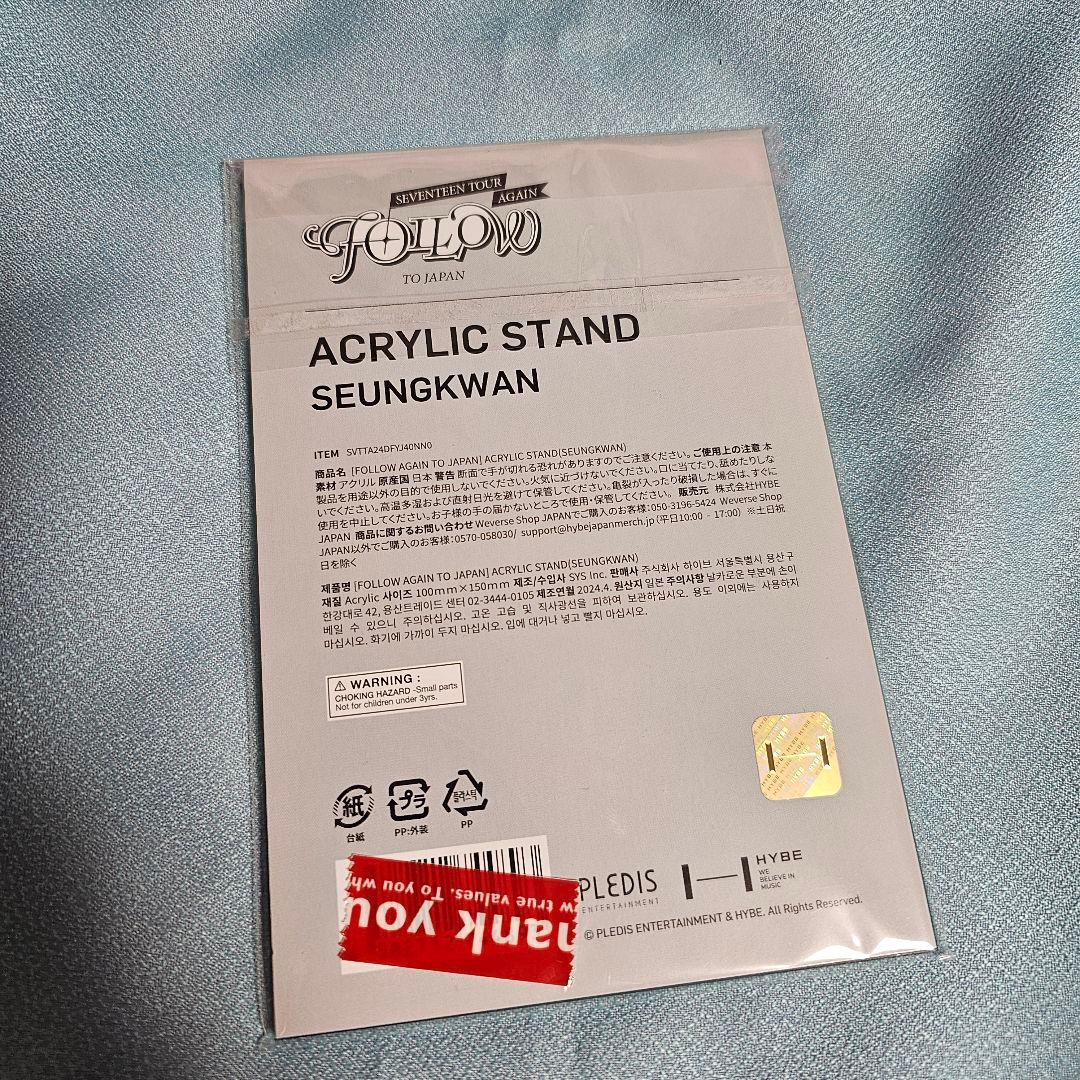 SEVENTEEN TOUR
AGAIN
FOLLOW
TO JAPAN
ACRYLIC STAND
SEUNGKWAN
ITEM SVTTA24DFYJ40NN0
商品名 [FOLLOW AGAIN TO JAPAN] ACRYLIC STAND(SEUNGKWAN)
素材 アクリル 原産国 日本 警告 断面で手が切れる恐れがありますのでご注意ください。ご使用上の注意 本
製品を用途以外の目的で使用しないでください。火気に近づけないでください。口に当てたり、舐めたりしな
いでください。高温多湿および直射日光を避けて保管してください。亀裂が入ったり破損した場合は、すぐに
使用を中止してください。お子様の手の届かないところで使用・保管してください。 販売元 株式会社HYBE
JAPAN 商品に関するお問い合わせ Weverse Shop JAPANでご購入のお客様:050-3196-5424 Weverse Shop
JAPAN以外でご購入のお客様:0570-058030/ support@hybejapanmerch.jp (平日10:00 - 17:00) ※土日祝
日を除く
제품명 [FOLLOW AGAIN TO JAPAN] ACRYLIC STAND(SEUNGKWAN)
재질 Acrylic 사이즈 100mm×150mm 제조/수입사 SYS Inc. 판매사 주식회사 하이브 서울특별시 용산구
한강대로 42, 용산트레이드 센터 02-3444-0105 제조연월 2024.4. 원산지 일본 주의사항 날카로운 부분에 손이
베일 수 있으니 주의하십시오. 고온 고습 및 직사광선을 피하여 보관하십시오. 용도 이외에는 사용하지
마십시오. 화기에 가까이 두지 마십시오. 입에 대거나 넣고 빨지 마십시오.
⚠ WARNING :
CHOKING HAZARD -Small parts
Not for children under 3yrs.
紙
台紙
プラ
PP:外装
플라스틱
PP
HYBE
PLEDIS
ENTERTAINMENT
HYBE
WE
BELIEVE IN
MUSIC
© PLEDIS ENTERTAINMENT & HYBE. All Rights Reserved.
hank you
w true values. To you wh